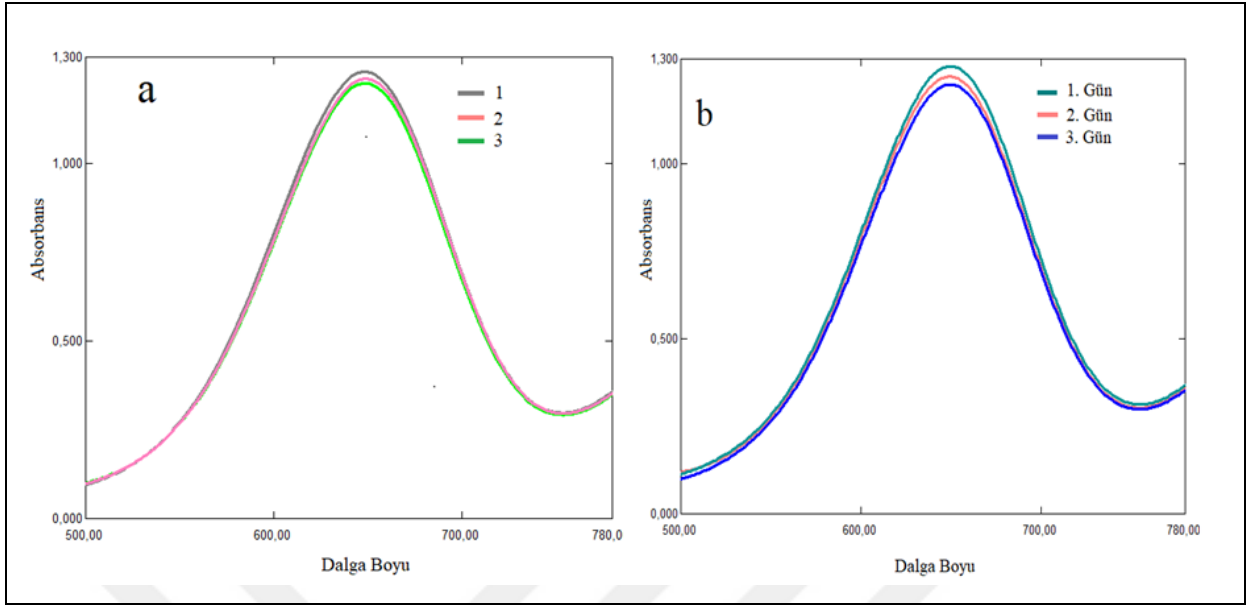 a
1,300
1,000
0,500
0,000
500,00
600,00
700,00
780,0
Absorbans
Dalga Boyu
1
2
3
b
1,300
1,000
0,500
0,000
500,00
600,00
700,00
780,00
Absorbans
Dalga Boyu
1. Gün
2. Gün
3. Gün